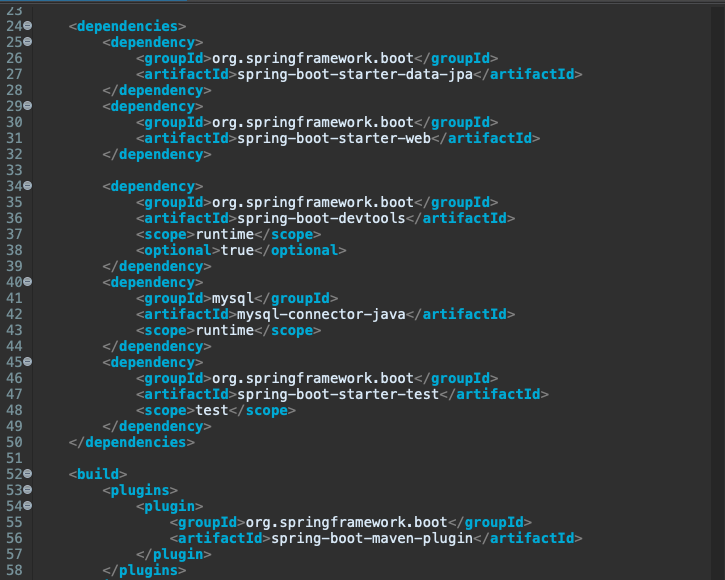 23
24 <dependencies>
25 <dependency>
26 <groupId>org.springframework.boot</groupId>
27 <artifactId>spring-boot-starter-data-jpa</artifactId>
28 </dependency>
29 <dependency>
30 <groupId>org.springframework.boot</groupId>
31 <artifactId>spring-boot-starter-web</artifactId>
32 </dependency>
33
34 <dependency>
35 <groupId>org.springframework.boot</groupId>
36 <artifactId>spring-boot-devtools</artifactId>
37 <scope>runtime</scope>
38 <optional>true</optional>
39 </dependency>
40 <dependency>
41 <groupId>mysql</groupId>
42 <artifactId>mysql-connector-java</artifactId>
43 <scope>runtime</scope>
44 </dependency>
45 <dependency>
46 <groupId>org.springframework.boot</groupId>
47 <artifactId>spring-boot-starter-test</artifactId>
48 <scope>test</scope>
49 </dependency>
50 </dependencies>
51
52 <build>
53 <plugins>
54 <plugin>
55 <groupId>org.springframework.boot</groupId>
56 <artifactId>spring-boot-maven-plugin</artifactId>
57 </plugin>
58 </plugins>